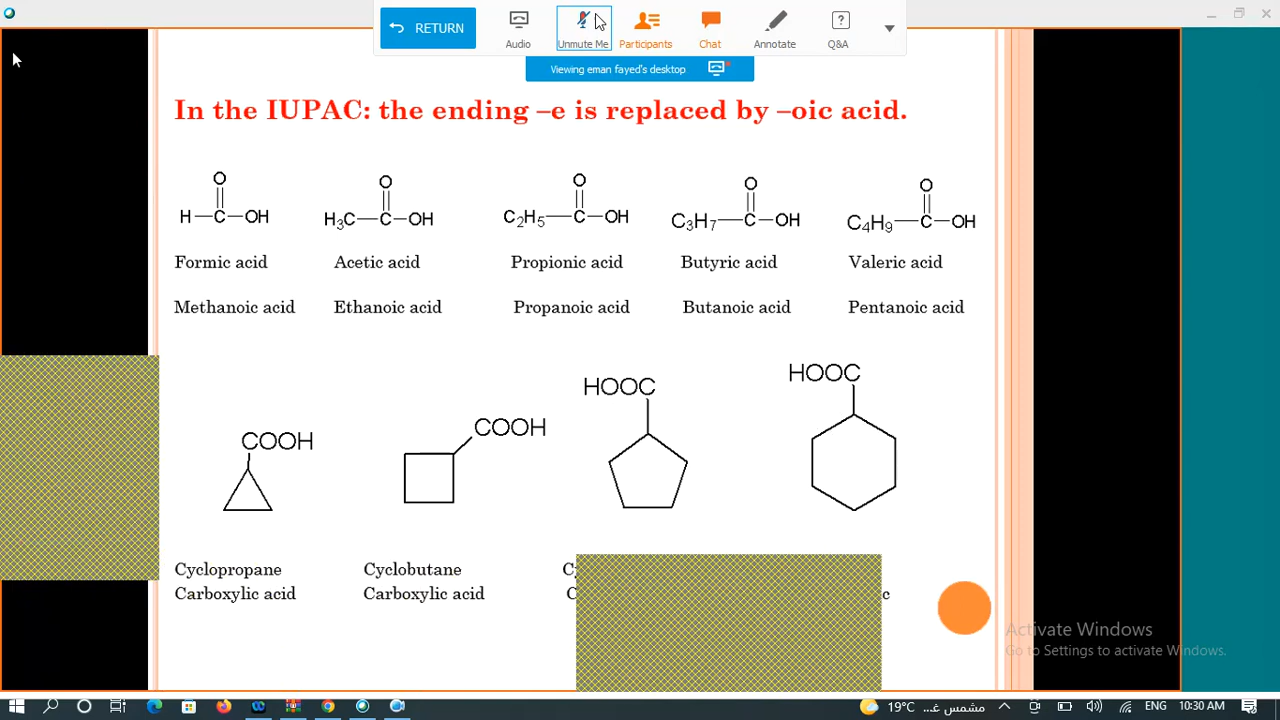 RETURN
Audio
Unmute Me
Participants
Chat
Annotate
Q&A
Viewing eman fayed's desktop
In the IUPAC: the ending –e is replaced by –oic acid.
O
H C OH
O
H3C C OH
O
C2H5 C OH
O
C3H7 C OH
O
C4H9 C OH
Formic acid Acetic acid Propionic acid Butyric acid Valeric acid
Methanoic acid Ethanoic acid Propanoic acid Butanoic acid Pentanoic acid
COOH
COOH
HOOC
HOOC
Cyclopropane
Carboxylic acid
Cyclobutane
Carboxylic acid
Activate Windows
Go to Settings to activate Windows.
19°C مشمس غـ...
ENG 10:30 AM